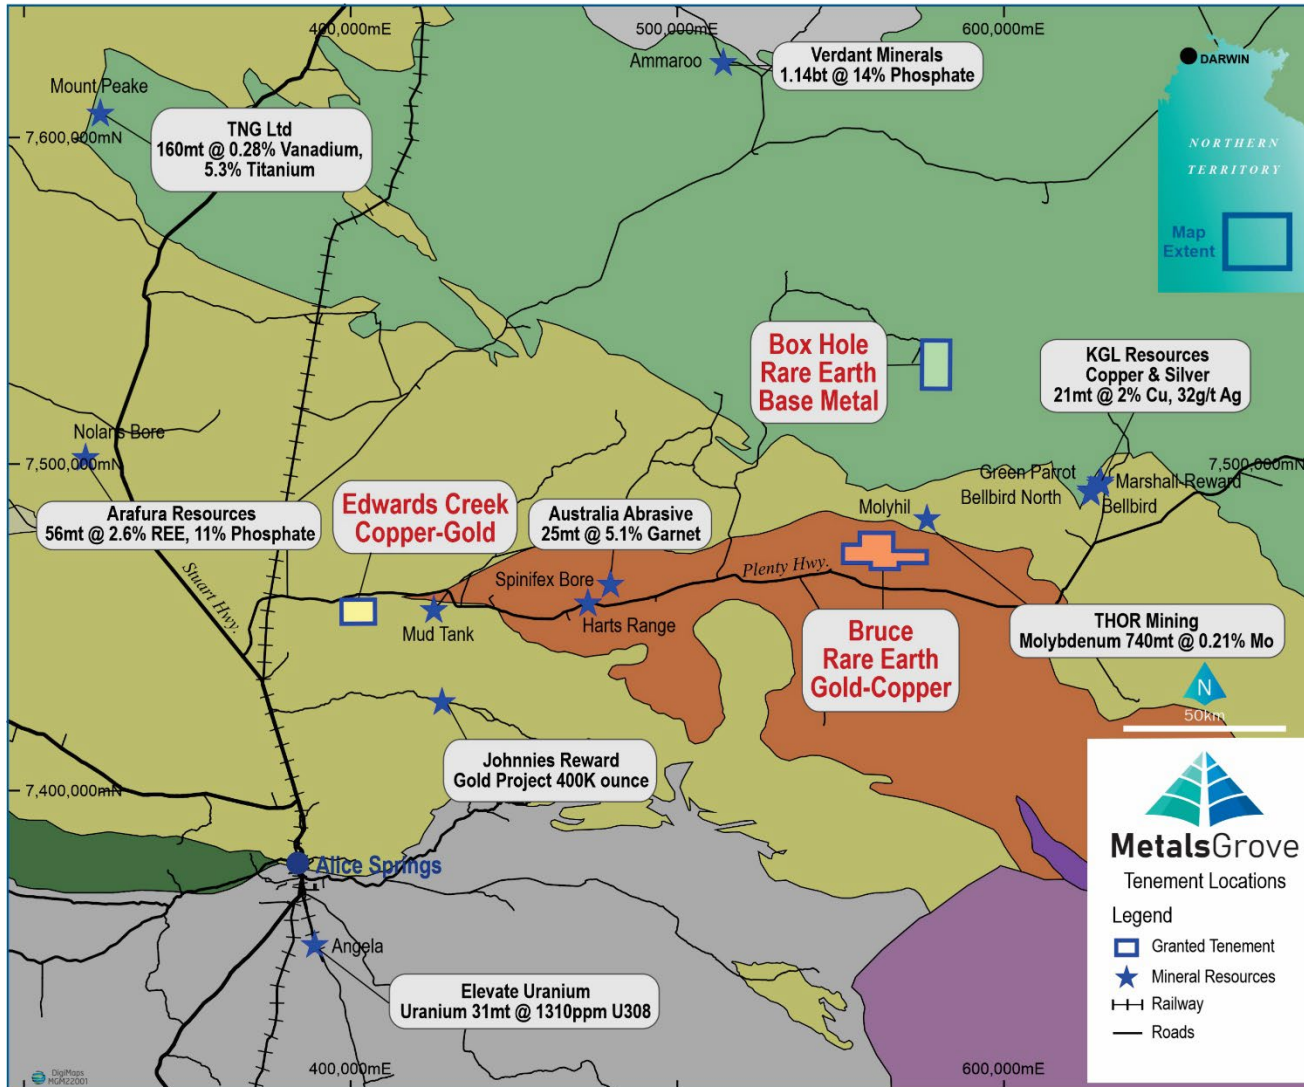 400,000mE
500,000mE
600,000mE
Ammaroo
Verdant Minerals
1.14bt @ 14% Phosphate
DARWIN
NORTHERN
TERRITORY
Map
Extent
Mount Peake
TNG Ltd
160mt @ 0.28% Vanadium,
5.3% Titanium
7,600,000mN
Box Hole
Rare Earth
Base Metal
KGL Resources
Copper & Silver
21mt @ 2% Cu, 32g/t Ag
Nolans Bore
7,500,000mN
7,500,000mN
Green Parrot
Marshall Reward
Bellbird North
Bellbird
Arafura Resources
56mt @ 2.6% REE, 11% Phosphate
Edwards Creek
Copper-Gold
Australia Abrasive
25mt @ 5.1% Garnet
Molyhil
Stuart Hwy.
Spinifex Bore
Plenty Hwy.
Mud Tank
Harts Range
Bruce
Rare Earth
Gold-Copper
THOR Mining
Molybdenum 740mt @ 0.21% Mo
N
50km
Johnnies Reward
Gold Project 400K ounce
7,400,000mN
Alice Springs
Angela
Elevate Uranium
Uranium 31mt @ 1310ppm U308
MetalsGrove
Tenement Locations
Legend
Granted Tenement
Mineral Resources
Railway
Roads
DigiMaps
MGM22001
400,000mE
600,000mE